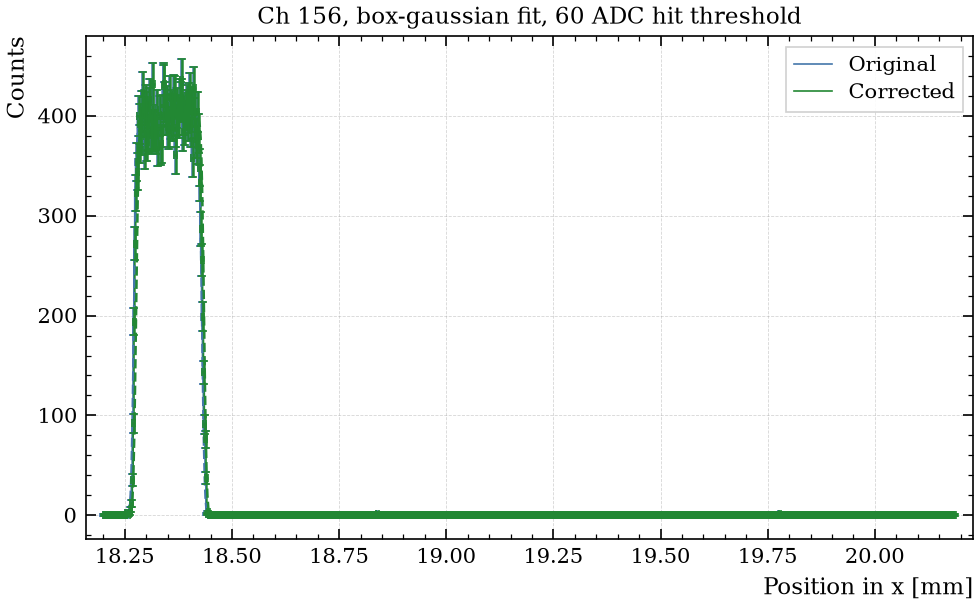 Ch 156, box-gaussian fit, 60 ADC hit threshold
Counts
Original
Corrected
400
300
200
100
0
18.25 18.50 18.75 19.00 19.25 19.50 19.75 20.00
Position in x [mm]